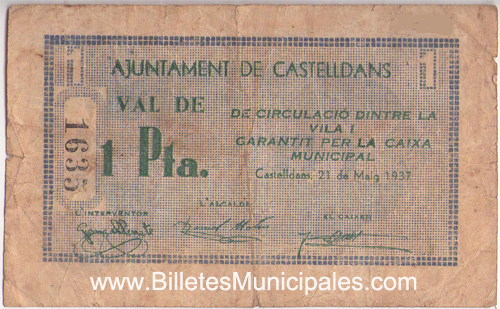 1 1
AJUNTAMENT DE CASTELLDANS
VAL DE
1 Pta.
1635
DE CIRCULACIÓ DINTRE LA
VILA I
GARANTIT PER LA CAIXA
MUNICIPAL
Castelldans, 21 de Maig 1937
L'INTERVENTOR
L'ALCALDE
EL CAIXER
www.BilletesMunicipales.com